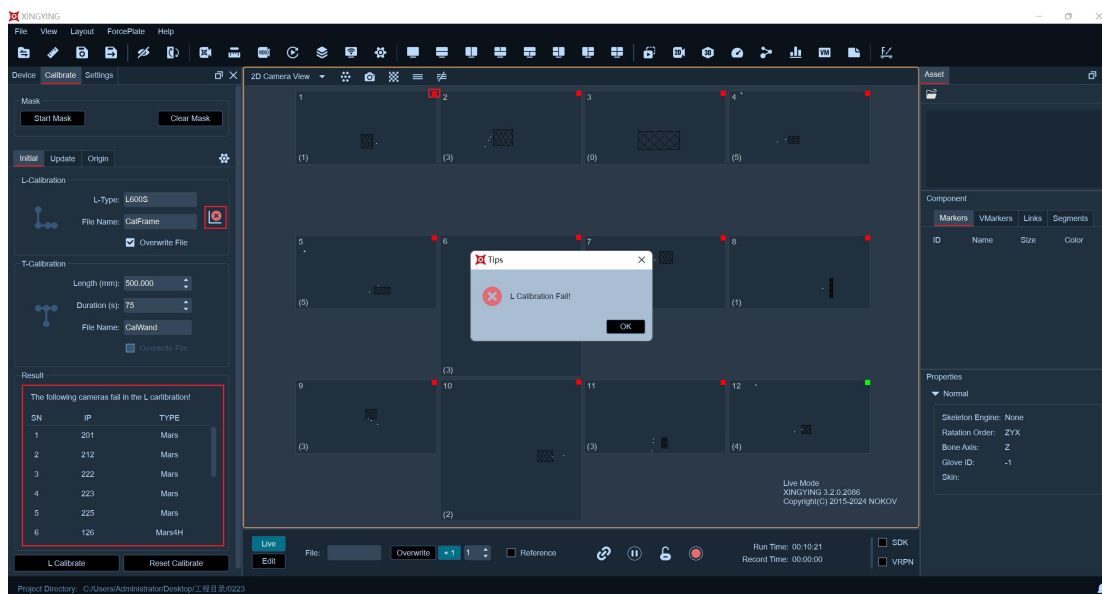 XINGYING
File View Layout ForcePlate Help
Device Calibrate Settings
2D Camera View
Asset
Mask
Start Mask Clear Mask
Initial Update Origin
L-Calibration
L-Type: L600S
File Name: CalFrame
Overwrite File
T-Calibration
Length (mm): 500.000
Duration (s): 75
File Name: CalWand
Overwrite File
Result
The following cameras fail in the L carlibration!
SN IP TYPE
1 201 Mars
2 212 Mars
3 222 Mars
4 223 Mars
5 225 Mars
6 126 Mars4H
L Calibrate Reset Calibrate
1 2 3 4
(1) (3) (0) (5)
5 6 7 8
(5) (1)
(3)
Tips
L Calibration Fail!
OK
9 10 11 12
(3) (3) (4)
(2)
Live Mode
XINGYING 3.2.0.2086
Copyright(C) 2015-2024 NOKOV
Component
Markers VMarkers Links Segments
ID Name Size Color
Properties
Normal
Skeleton Engine: None
Ratation Order: ZYX
Bone Axis: Z
Glove ID: -1
Skin:
Live
Edit
File: Overwrite +1 1 Reference
Run Time: 00:10:21
Record Time: 00:00:00
SDK
VRPN
2D
3D
VM
Project Directory: C:/Users/Administrator/Desktop/工程目录/0223